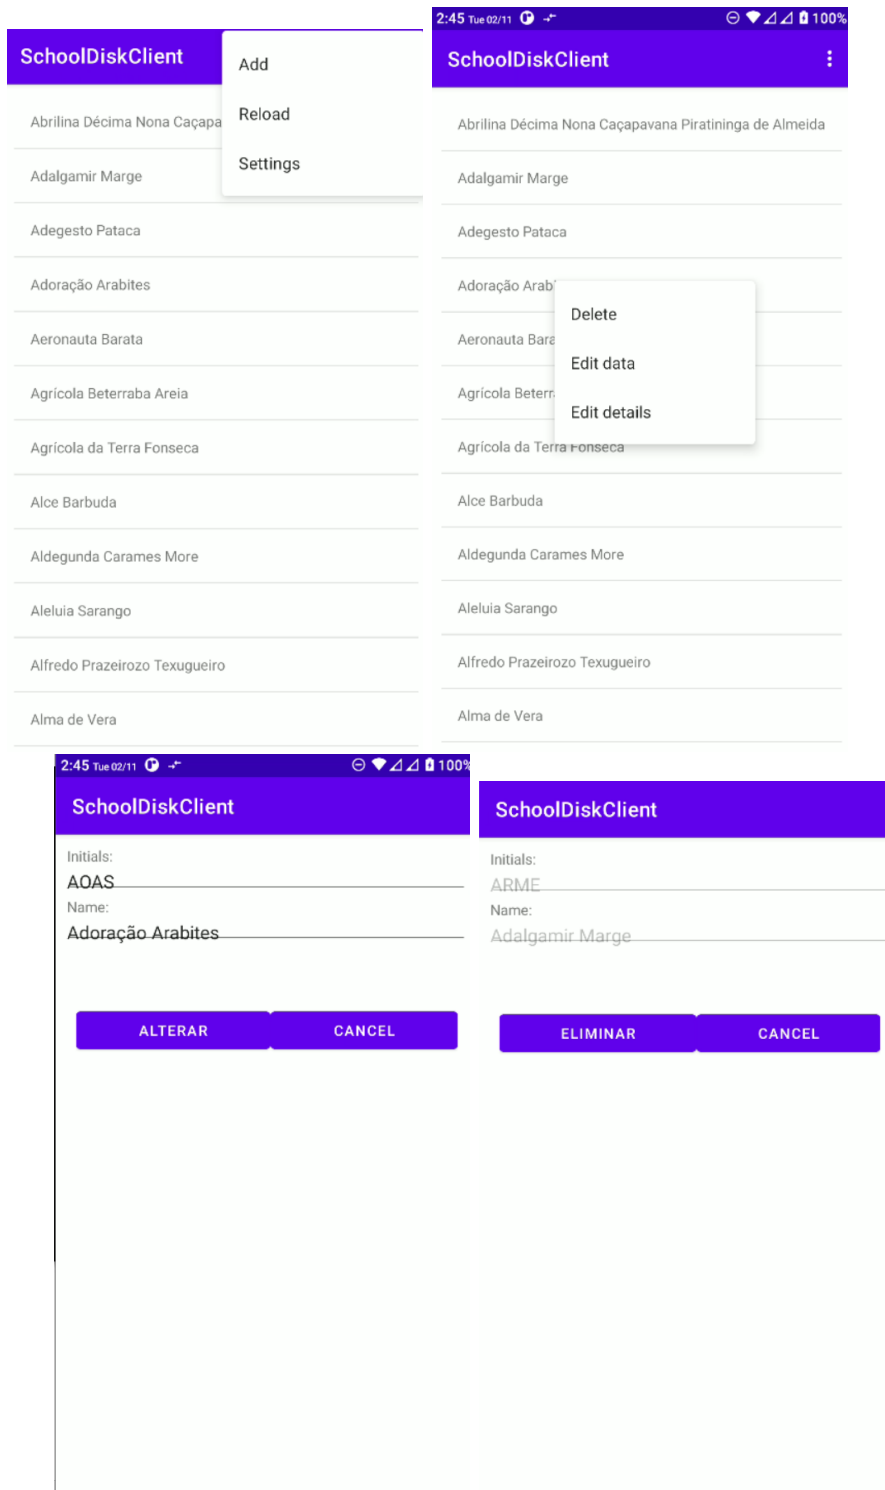 SchoolDiskClient
Add
Reload
Settings
Abrilina Décima Nona Caçapa
Adalgamir Marge
Adegesto Pataca
Adoração Arabites
Aeronauta Barata
Agrícola Beterraba Areia
Agrícola da Terra Fonseca
Alce Barbuda
Aldegunda Carames More
Aleluia Sarango
Alfredo Prazeirozo Texugueiro
Alma de Vera
2:45 Tue 02/11 100%
SchoolDiskClient
Abrilina Décima Nona Caçapavana Piratininga de Almeida
Adalgamir Marge
Adegesto Pataca
Adoração Arab
Delete
Aeronauta Bara
Edit data
Agrícola Beterr
Edit details
Agrícola da Terra Fonseca
Alce Barbuda
Aldegunda Carames More
Aleluia Sarango
Alfredo Prazeirozo Texugueiro
Alma de Vera
2:45 Tue 02/11 100%
SchoolDiskClient
Initials:
AOAS
Name:
Adoração Arabites
ALTERAR CANCEL
SchoolDiskClient
Initials:
ARME
Name:
Adalgamir Marge
ELIMINAR CANCEL